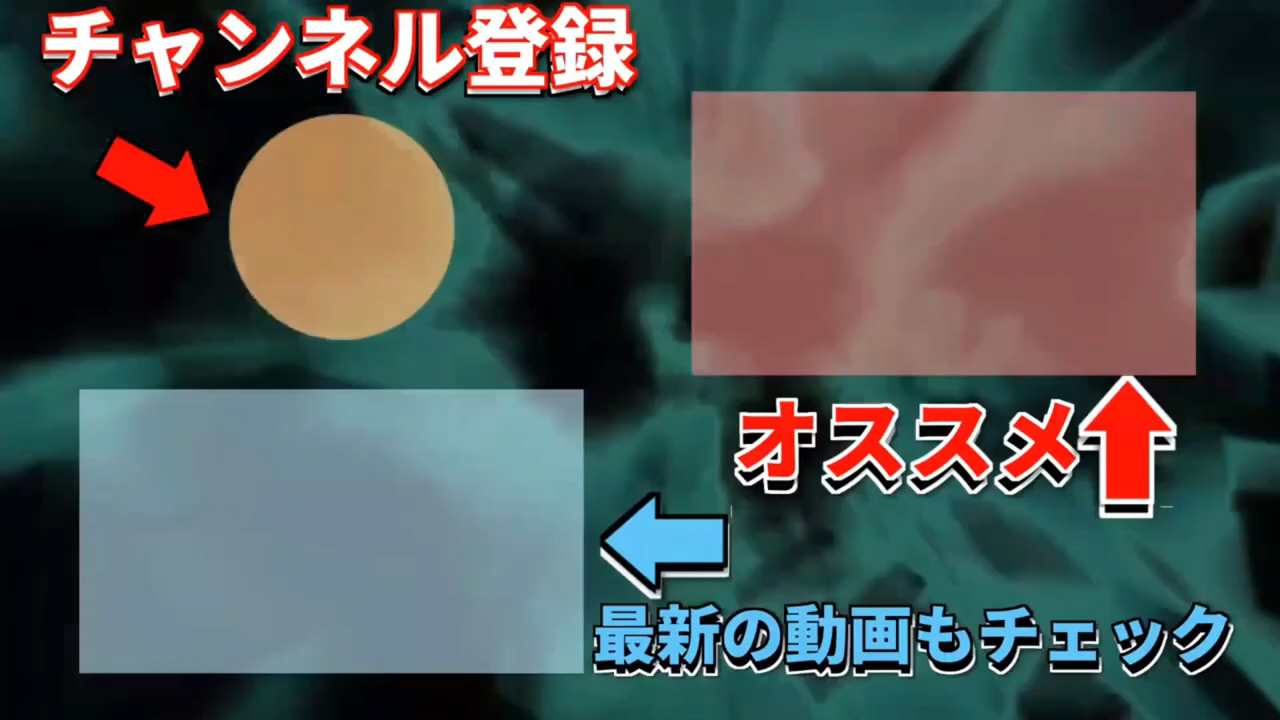 チャンネル登録
オススメ
最新の動画もチェック